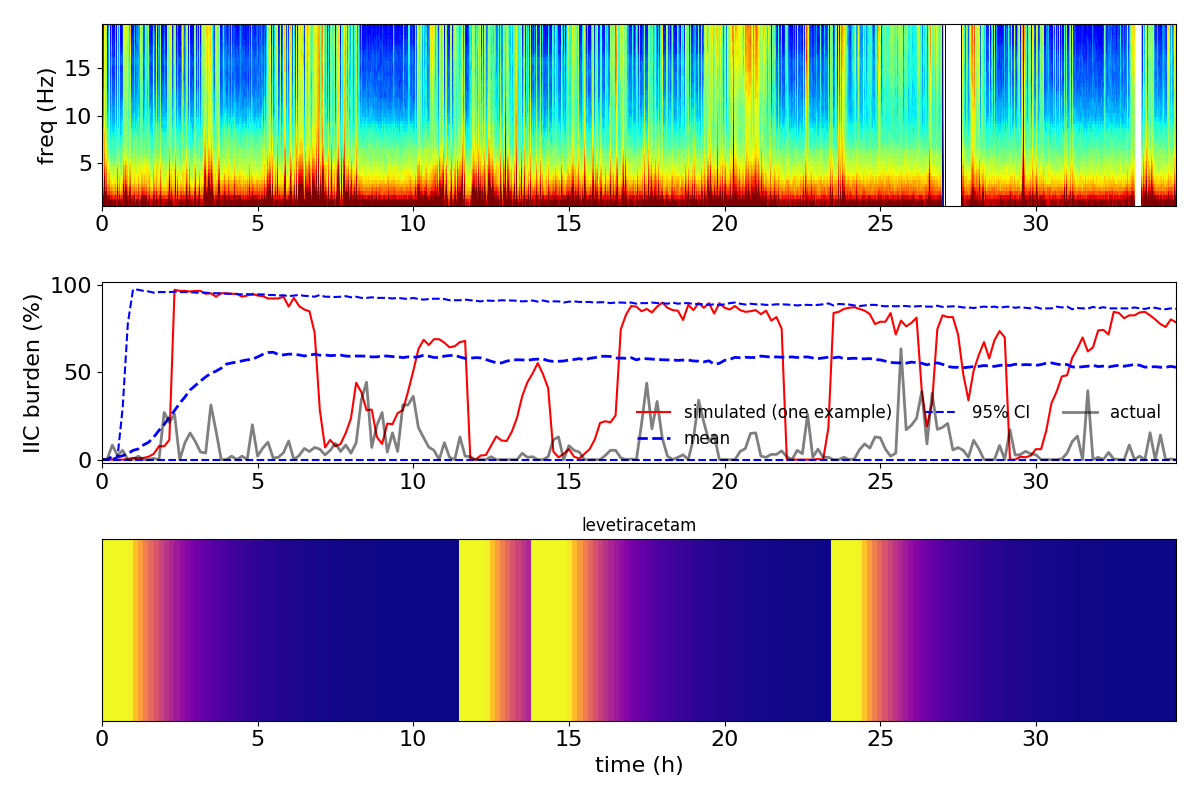 freq (Hz)
15
10
5
0 5 10 15 20 25 30
IIC burden (%)
100
50
0
simulated (one example) 95% CI actual
mean
0 5 10 15 20 25 30
levetiracetam
0 5 10 15 20 25 30
time (h)